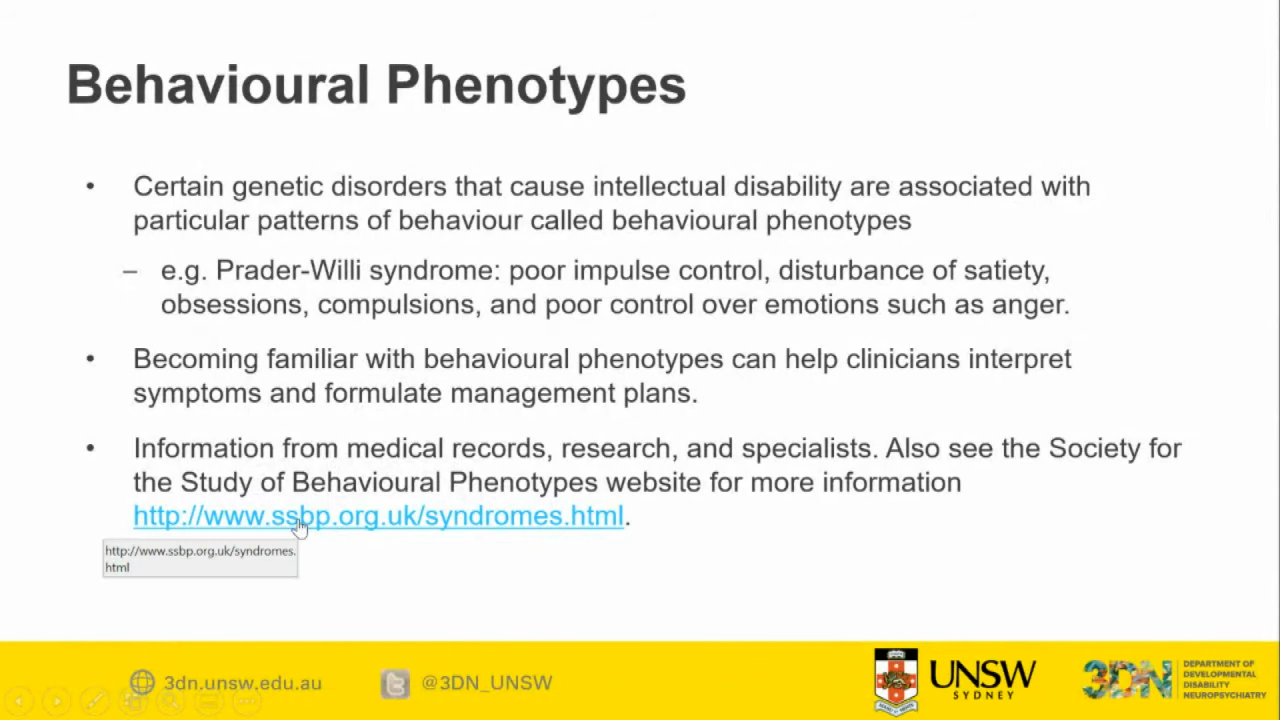 Behavioural Phenotypes
• Certain genetic disorders that cause intellectual disability are associated with
particular patterns of behaviour called behavioural phenotypes
– e.g. Prader-Willi syndrome: poor impulse control, disturbance of satiety,
obsessions, compulsions, and poor control over emotions such as anger.
• Becoming familiar with behavioural phenotypes can help clinicians interpret
symptoms and formulate management plans.
• Information from medical records, research, and specialists. Also see the Society for
the Study of Behavioural Phenotypes website for more information
http://www.ssbp.org.uk/syndromes.html.
http://www.ssbp.org.uk/syndromes.
html
3dn.unsw.edu.au
@3DN_UNSW
UNSW
SYDNEY
3DN
DEPARTMENT OF
DEVELOPMENTAL
DISABILITY
NEUROPSYCHIATRY